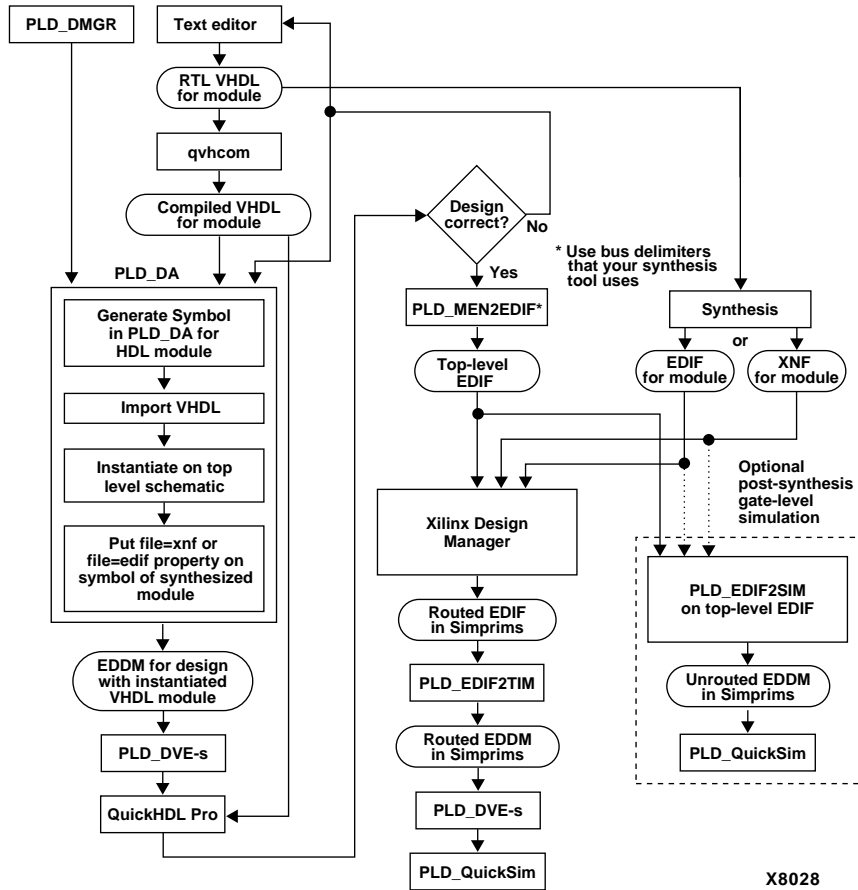 PLD_DMGR
Text editor
RTL VHDL
for module
qvhcom
Compiled VHDL
for module
Design
correct?
No
Yes
* Use bus delimiters
that your synthesis
tool uses
PLD_DA
Generate Symbol
in PLD_DA for
HDL module
Import VHDL
Instantiate on top
level schematic
Put file=xnf or
file=edif property on
symbol of synthesized
module
EDDM for design
with instantiated
VHDL module
PLD_DVE-s
QuickHDL Pro
PLD_MEN2EDIF*
Top-level
EDIF
Synthesis
or
EDIF
for module
XNF
for module
Optional
post-synthesis
gate-level
simulation
Xilinx Design
Manager
Routed EDIF
in Simprims
PLD_EDIF2TIM
Routed EDDM
in Simprims
PLD_DVE-s
PLD_QuickSim
PLD_EDIF2SIM
on top-level EDIF
Unrouted EDDM
in Simprims
PLD_QuickSim
X8028